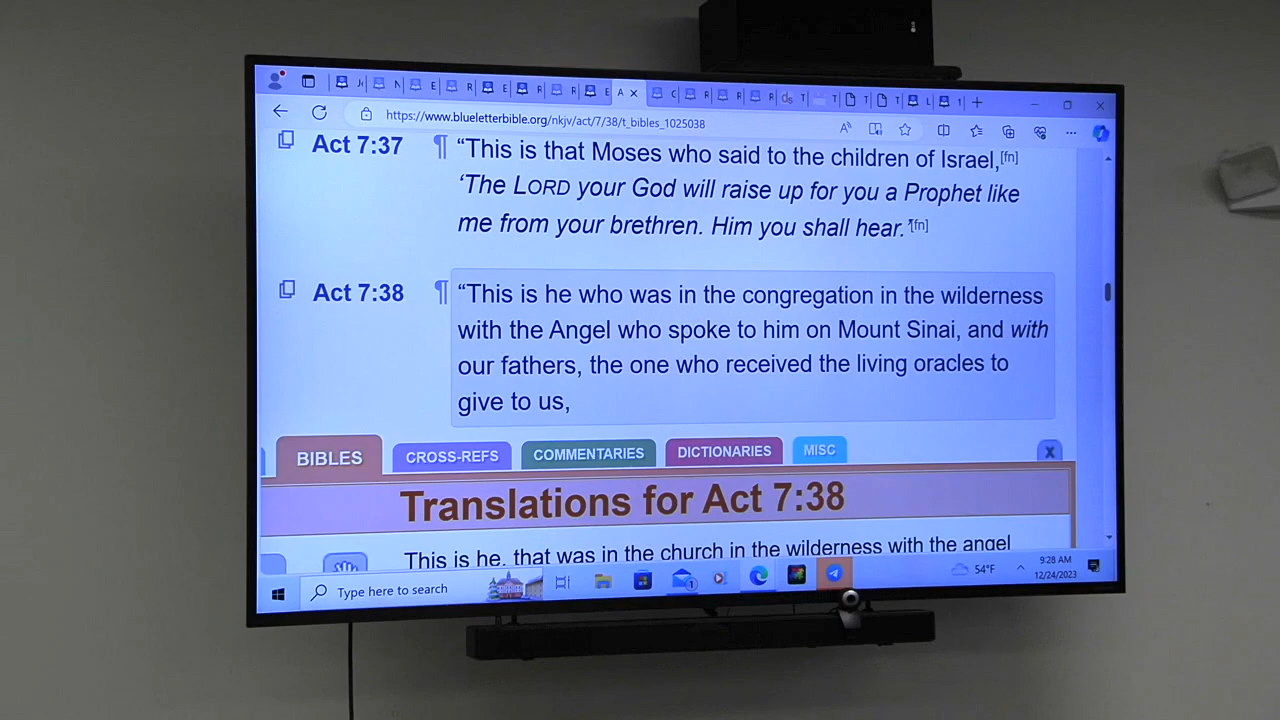 LG
https://www.blueletterbible.org/nkjv/act/7/38/t_bibles_1025038
Act 7:37 ¶ “This is that Moses who said to the children of Israel,[fn]
‘The LORD your God will raise up for you a Prophet like
me from your brethren. Him you shall hear.’[fn]
Act 7:38 ¶ “This is he who was in the congregation in the wilderness
with the Angel who spoke to him on Mount Sinai, and with
our fathers, the one who received the living oracles to
give to us,
BIBLES CROSS-REFS COMMENTARIES DICTIONARIES MISC X
Translations for Act 7:38
This is he, that was in the church in the wilderness with the angel
Type here to search
1
54°F
9:28 AM
12/24/2023